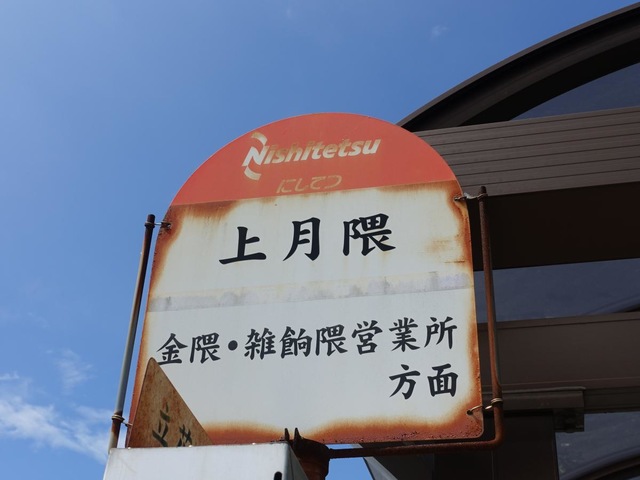 Nishitetsu
にしてつ
上月隈
金隈・雑餉隈営業所
方面